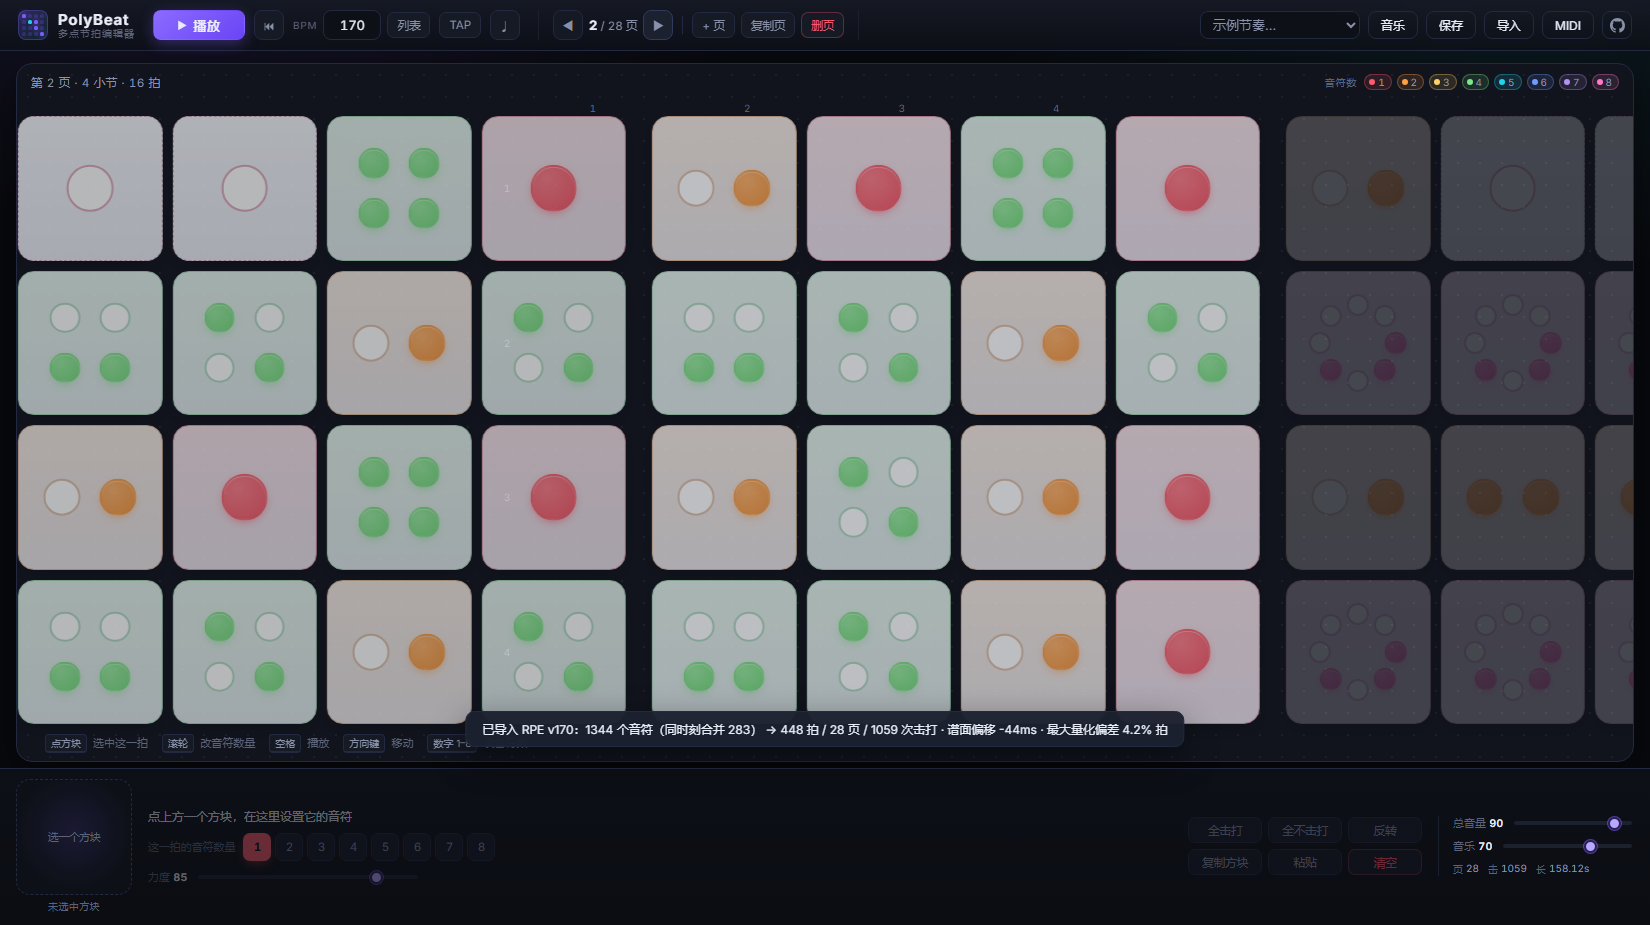 PolyBeat
多点节拍编辑器
▶ 播放
⏮
BPM 170
列表
TAP
♩
◀ 2 / 28 页 ▶
+ 页
复制页
删页
示例节奏...
音乐
保存
导入
MIDI
第 2 页 · 4 小节 · 16 拍
音符数 1 2 3 4 5 6 7 8
1 2 3 4
1
2
3
4
点方块 选中这一拍 滚轮 改音符数量 空格 播放 方向键 移动
已导入 RPE v170：1344 个音符（同时刻合并 283） → 448 拍 / 28 页 / 1059 次击打 · 谱面偏移 -44ms · 最大量化偏差 4.2% 拍
选一个方块
未选中方块
点上方一个方块，在这里设置它的音符
这一拍的音符数量 1 2 3 4 5 6 7 8
力度 85
全击打 全不击打 反转
复制方块 粘贴 清空
总音量 90
音乐 70
页 28 击 1059 长 158.12s